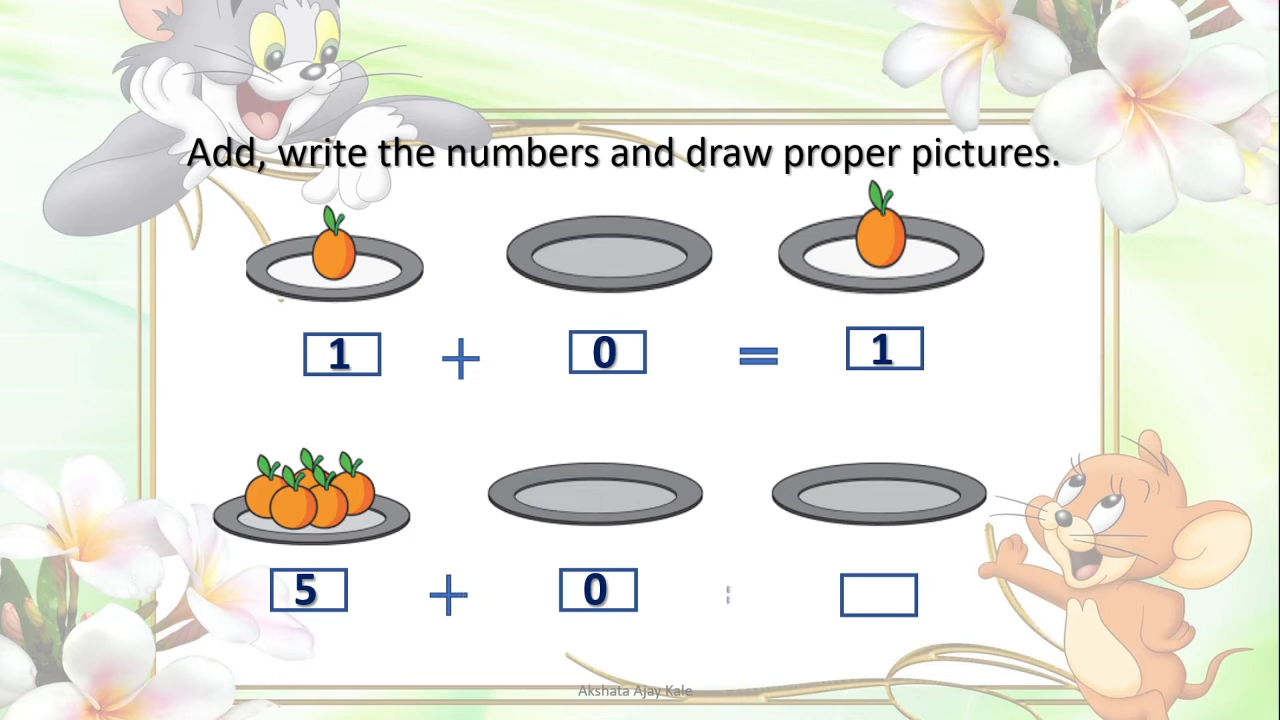 Add, write the numbers and draw proper pictures.
1 + 0 = 1
5 + 0
Akshata Ajay Kale